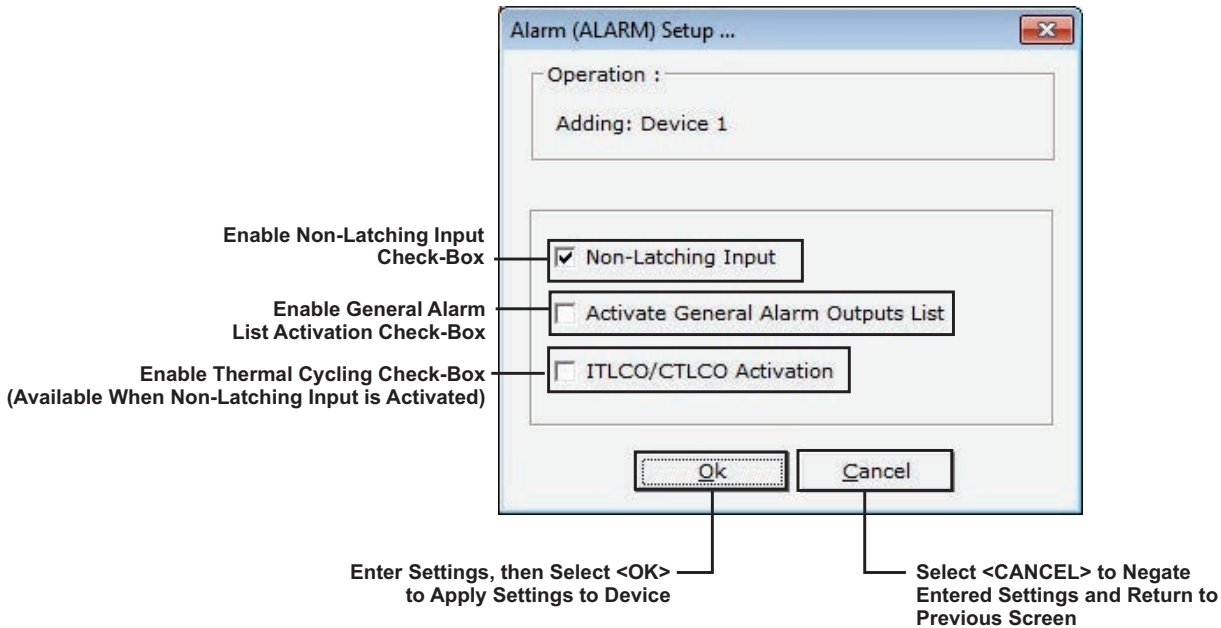 Alarm (ALARM) Setup ...
Operation :
Adding: Device 1
Enable Non-Latching Input
Check-Box
Non-Latching Input
Enable General Alarm
List Activation Check-Box
Activate General Alarm Outputs List
Enable Thermal Cycling Check-Box
(Available When Non-Latching Input is Activated)
ITLCO/CTLCO Activation
Ok
Cancel
Enter Settings, then Select <OK>
to Apply Settings to Device
Select <CANCEL> to Negate
Entered Settings and Return to
Previous Screen